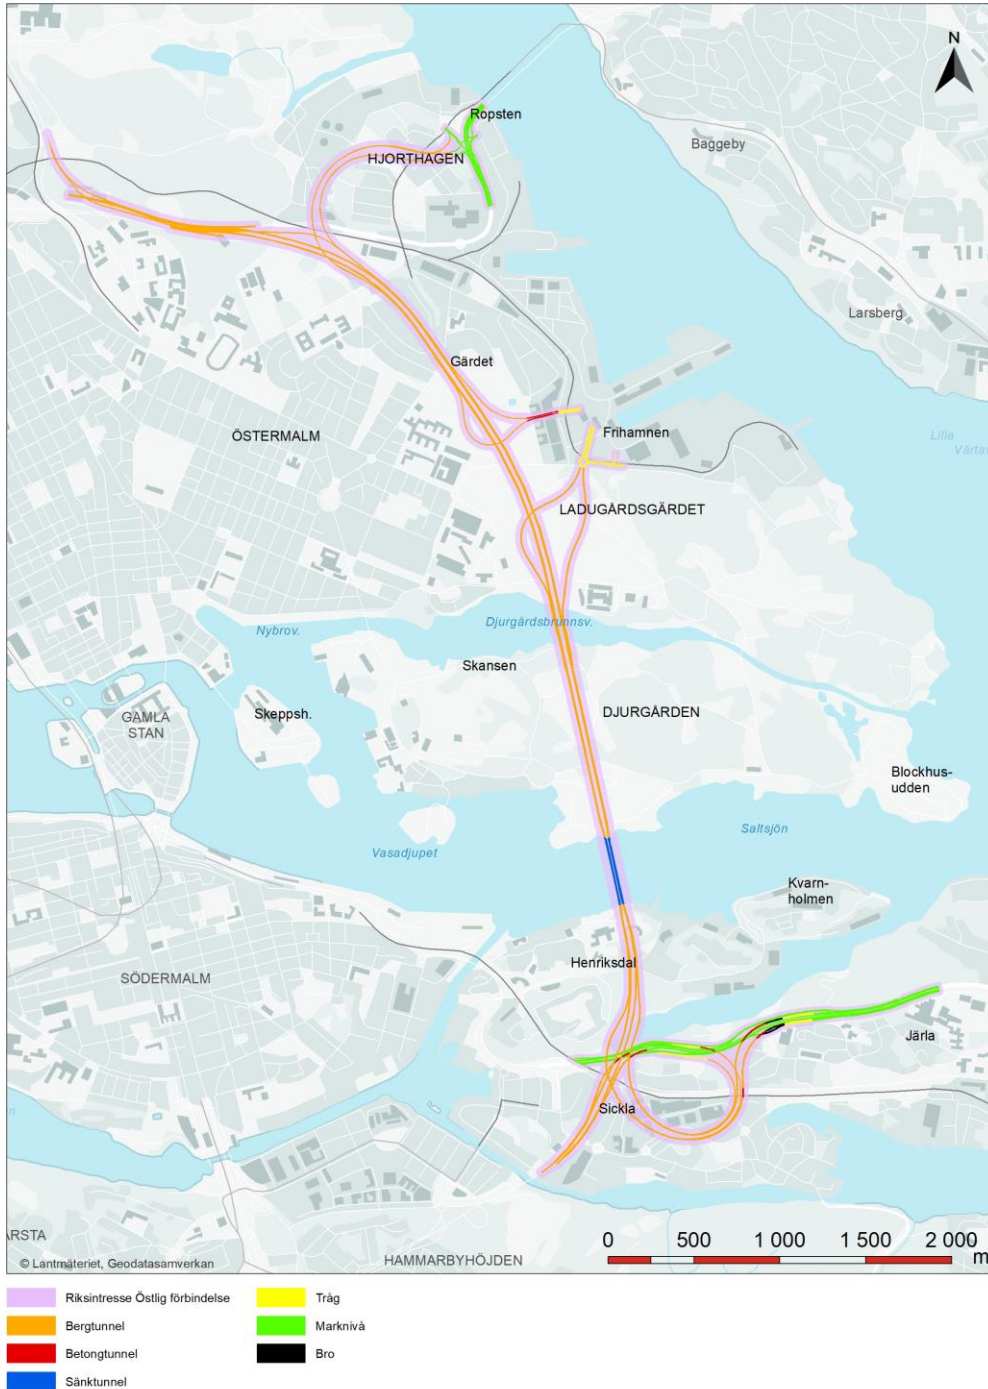 N
Ropsten
Baggeby
HJORTHAGEN
Larsberg
Gärdet
Frihamnen
ÖSTERMALM
Lilla
Värta
LADUGÅRDSGÄRDET
Nybrov.
Djurgårdsbrunnsv.
Skansen
GAMLA
STAN
Skeppsh.
DJURGÅRDEN
Blockhus-
udden
Saltsjön
Vasadjupet
Kvarn-
holmen
Henriksdal
SÖDERMALM
Järla
Sickla
ÅRSTA
HAMMARBYHÖJDEN
0 500 1 000 1 500 2 000
m
© Lantmäteriet, Geodatasamverkan
Riksintresse Östlig förbindelse
Bergtunnel
Betongtunnel
Sänktunnel
Tråg
Marknivå
Bro